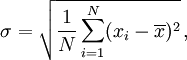 σ = √(1/N ∑_{i=1}^{N} (x_i − x̅)²) ,